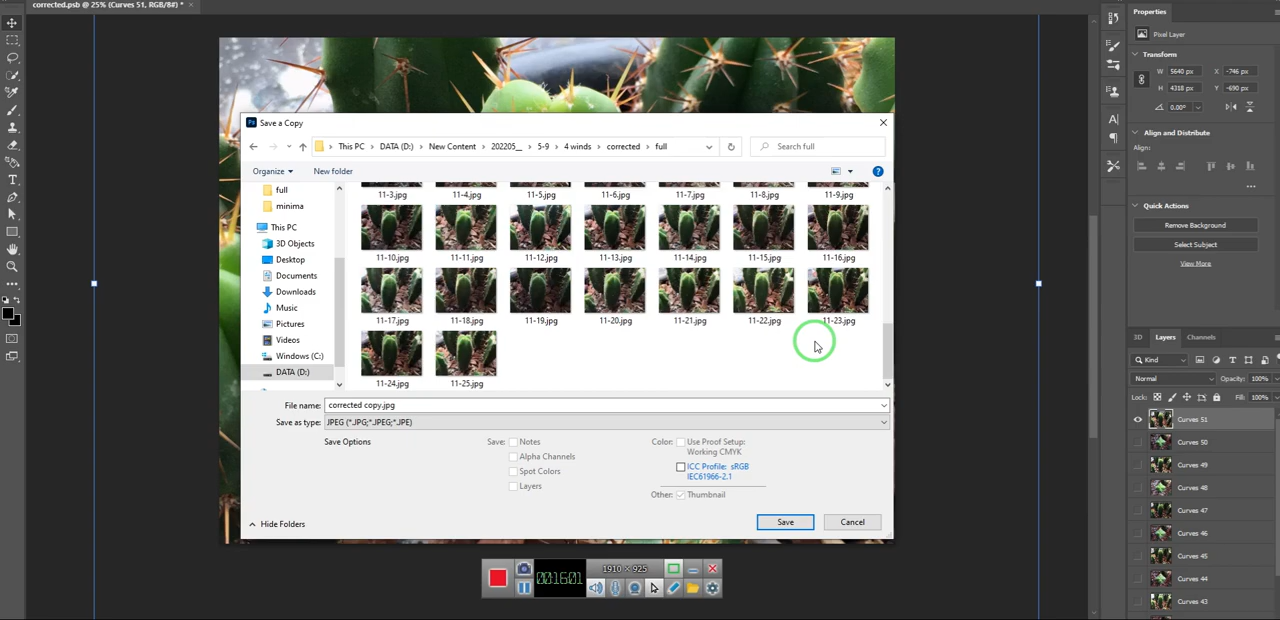 corrected.psb @ 25% (Curves 51, RGB/8#) *
Properties
Pixel Layer
Transform
W 5640 px X -746 px
H 4318 px Y -690 px
0.00°
Align and Distribute
Align:
Quick Actions
Remove Background
Select Subject
View More
Save a Copy
This PC DATA (D:) New Content 202205__ 5-9 4 winds corrected full
Search full
Organize New folder
full
minima
This PC
3D Objects
Desktop
Documents
Downloads
Music
Pictures
Videos
Windows (C:)
DATA (D:)
11-3.jpg 11-4.jpg 11-5.jpg 11-6.jpg 11-7.jpg 11-8.jpg 11-9.jpg
11-10.jpg 11-11.jpg 11-12.jpg 11-13.jpg 11-14.jpg 11-15.jpg 11-16.jpg
11-17.jpg 11-18.jpg 11-19.jpg 11-20.jpg 11-21.jpg 11-22.jpg 11-23.jpg
11-24.jpg 11-25.jpg
File name: corrected copy.jpg
Save as type: JPEG (*.JPG;*.JPEG;*.JPE)
Save Options
Save: Notes
Alpha Channels
Spot Colors
Layers
Color: Use Proof Setup:
Working CMYK
ICC Profile: sRGB
IEC61966-2.1
Other: Thumbnail
Hide Folders
Save
Cancel
3D Layers Channels
Kind
Normal Opacity: 100%
Lock: Fill: 100%
Curves 51
Curves 50
Curves 49
Curves 48
Curves 47
Curves 46
Curves 45
Curves 44
Curves 43
001601
1910 × 925